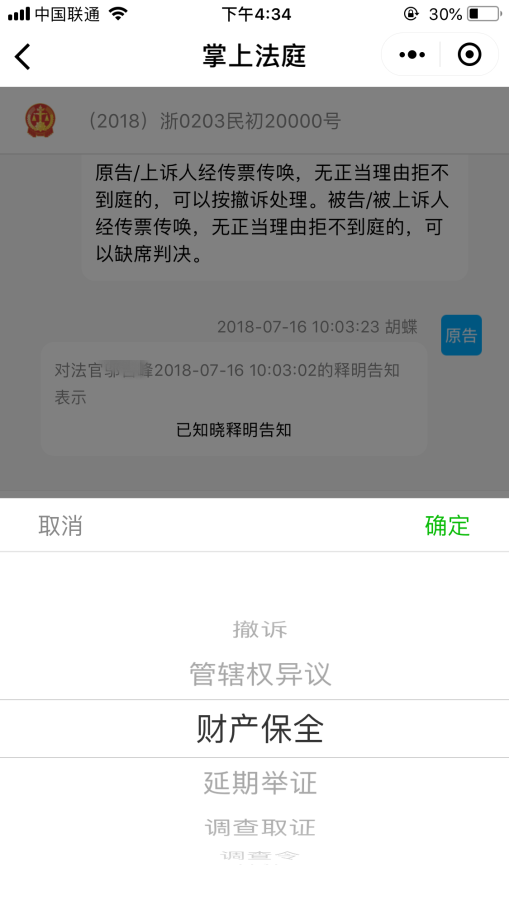 中国联通 下午4:34 30%
掌上法庭
（2018）浙0203民初20000号
原告/上诉人经传票传唤，无正当理由拒不
到庭的，可以按撤诉处理。被告/被上诉人
经传票传唤，无正当理由拒不到庭的，可
以缺席判决。
2018-07-16 10:03:23 胡蝶
原告
对法官 2018-07-16 10:03:02的释明告知
表示
已知晓释明告知
取消 确定
撤诉
管辖权异议
财产保全
延期举证
调查取证